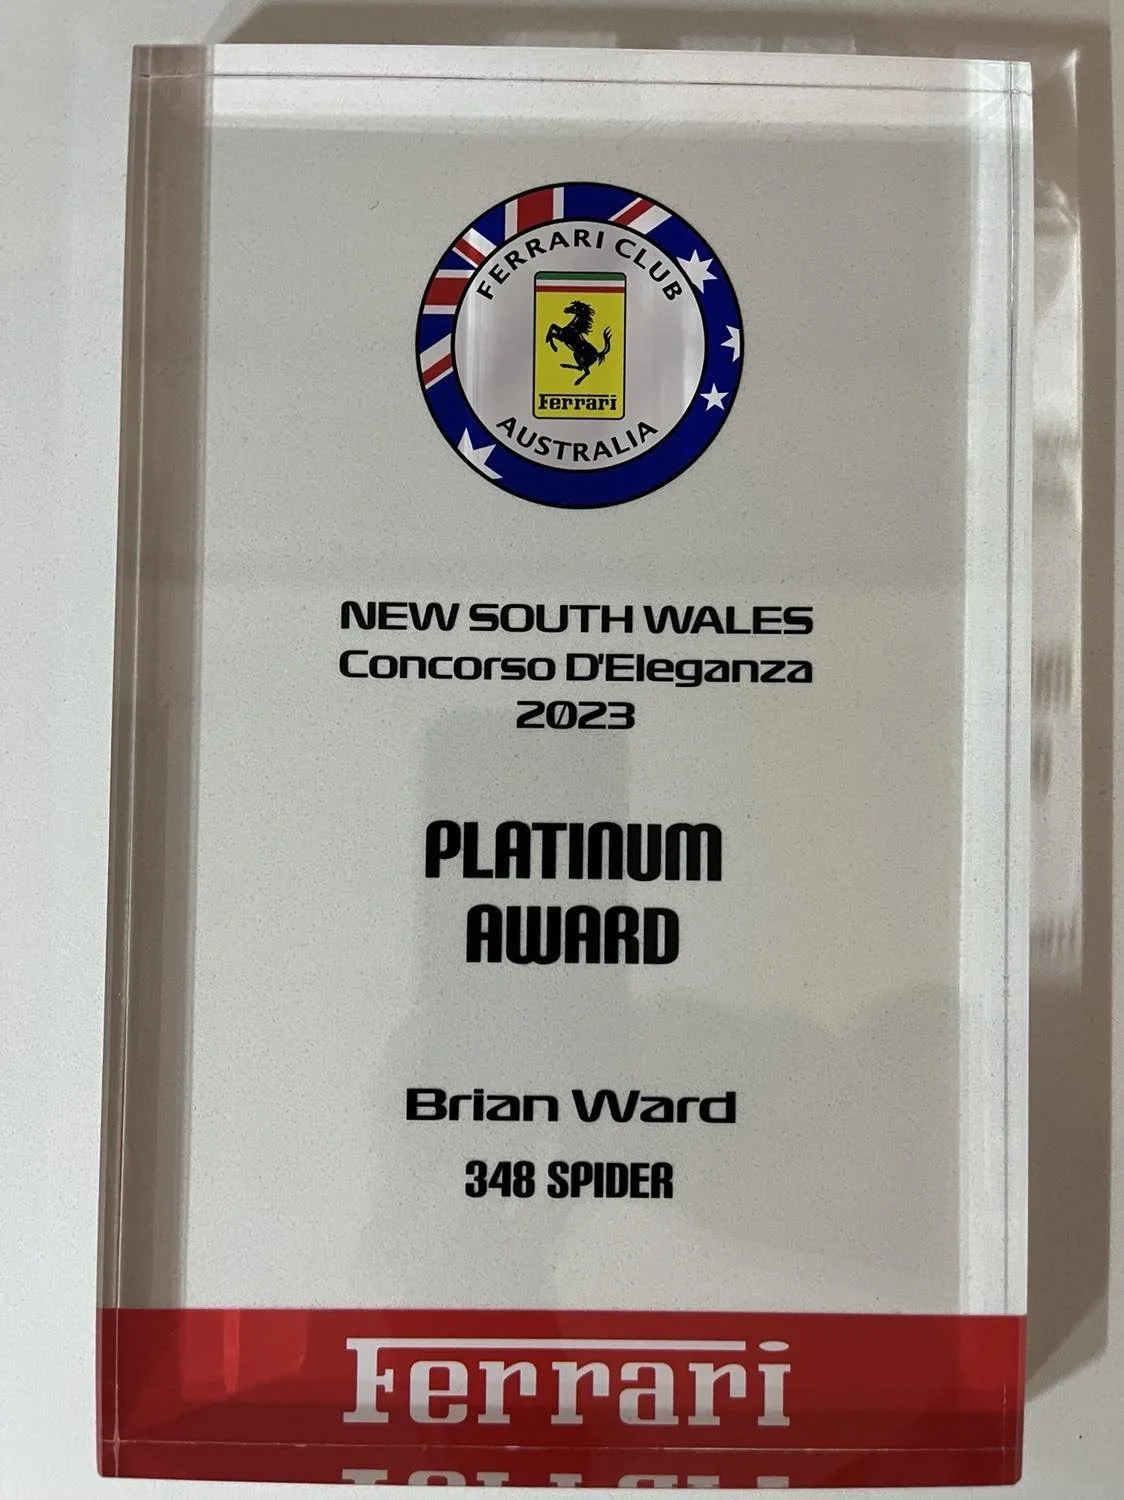 FERRARI CLUB
Ferrari
AUSTRALIA
NEW SOUTH WALES
Concorso D'Eleganza
2023
PLATINUM
AWARD
Brian Ward
348 SPIDER
Ferrari